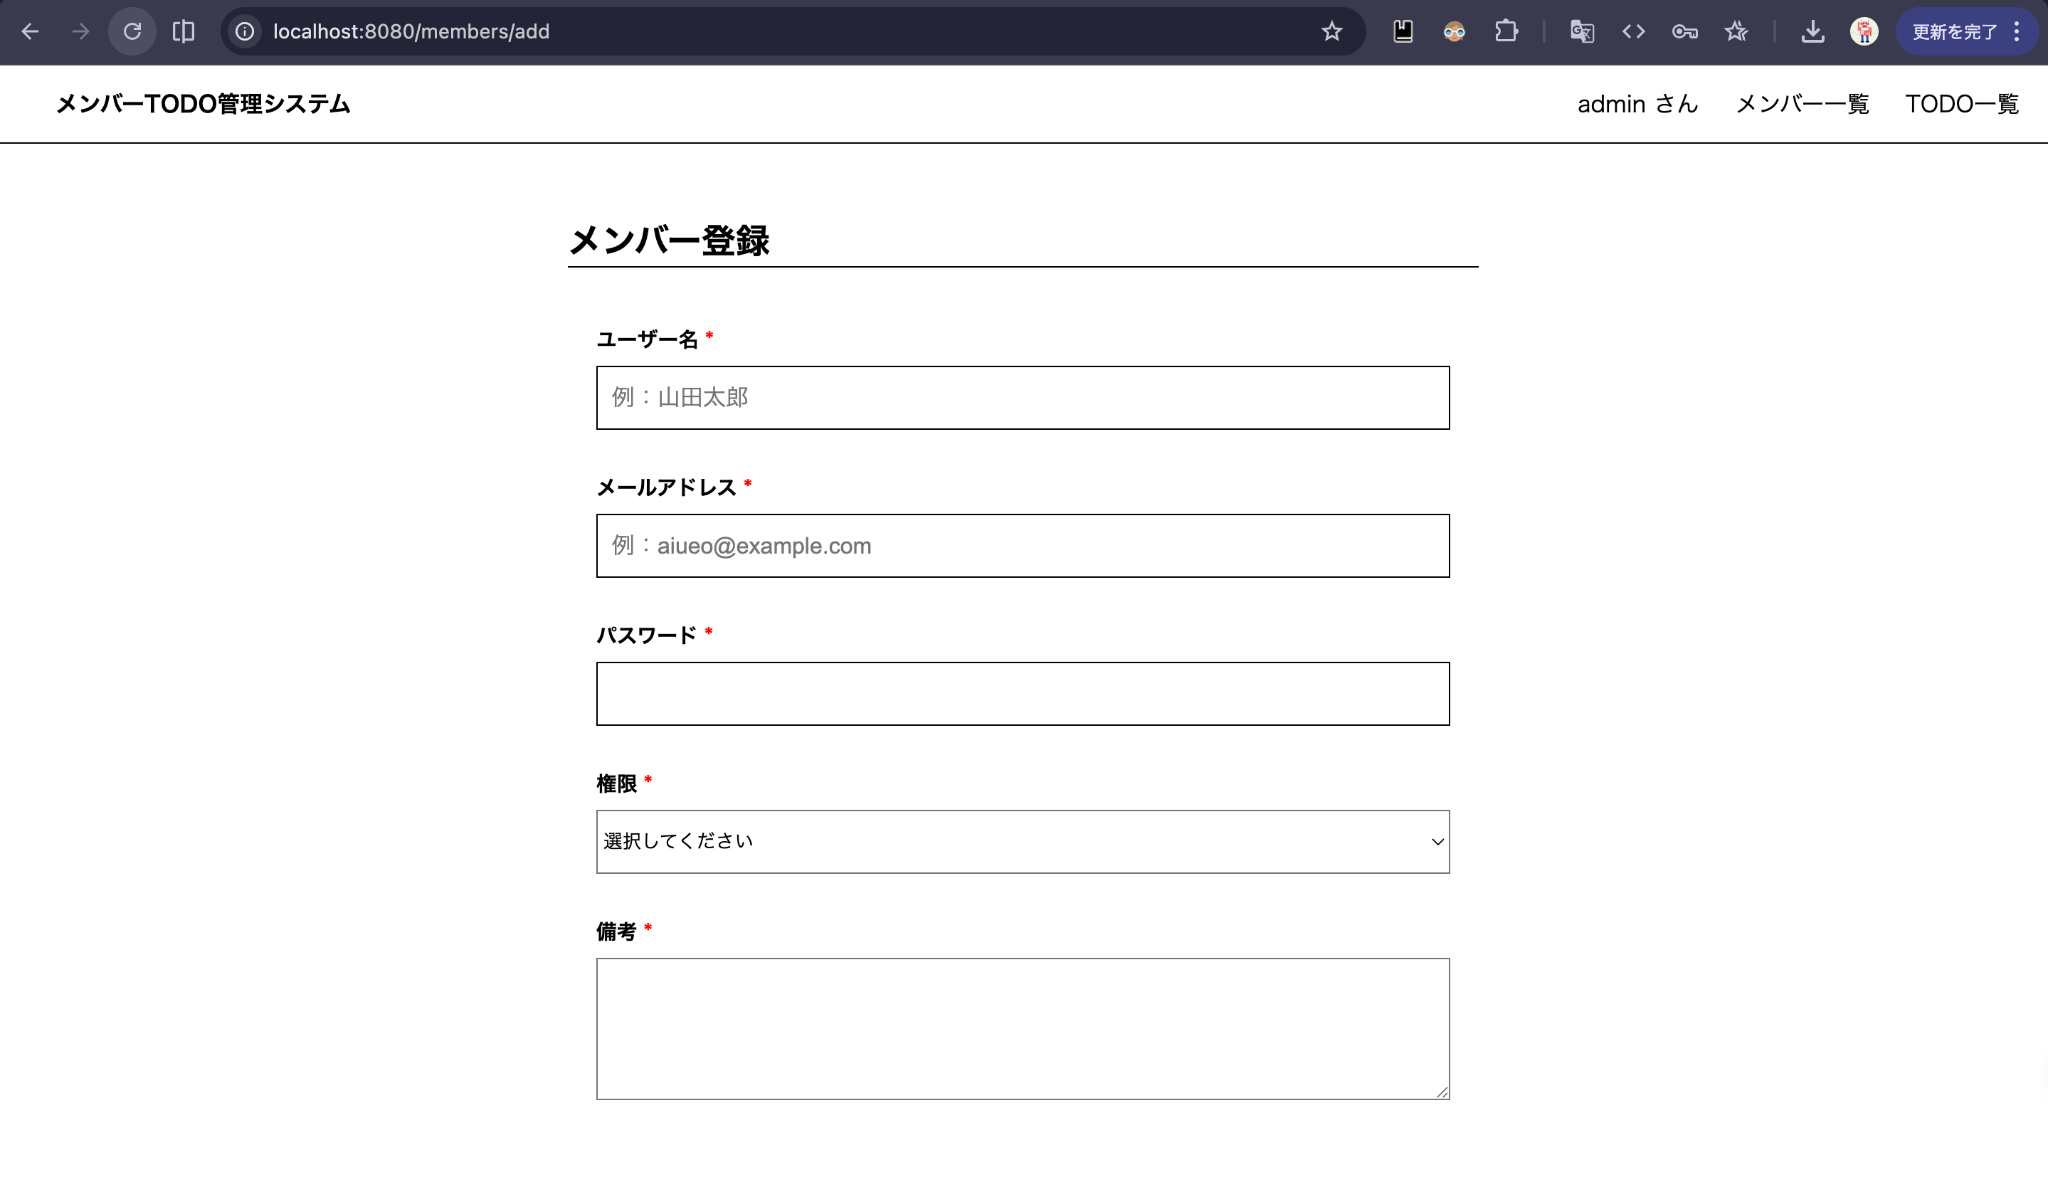 localhost:8080/members/add
更新を完了
メンバーTODO管理システム
admin さん
メンバー一覧
TODO一覧
メンバー登録
ユーザー名 *
例：山田太郎
メールアドレス *
例：aiueo@example.com
パスワード *
権限 *
選択してください
備考 *